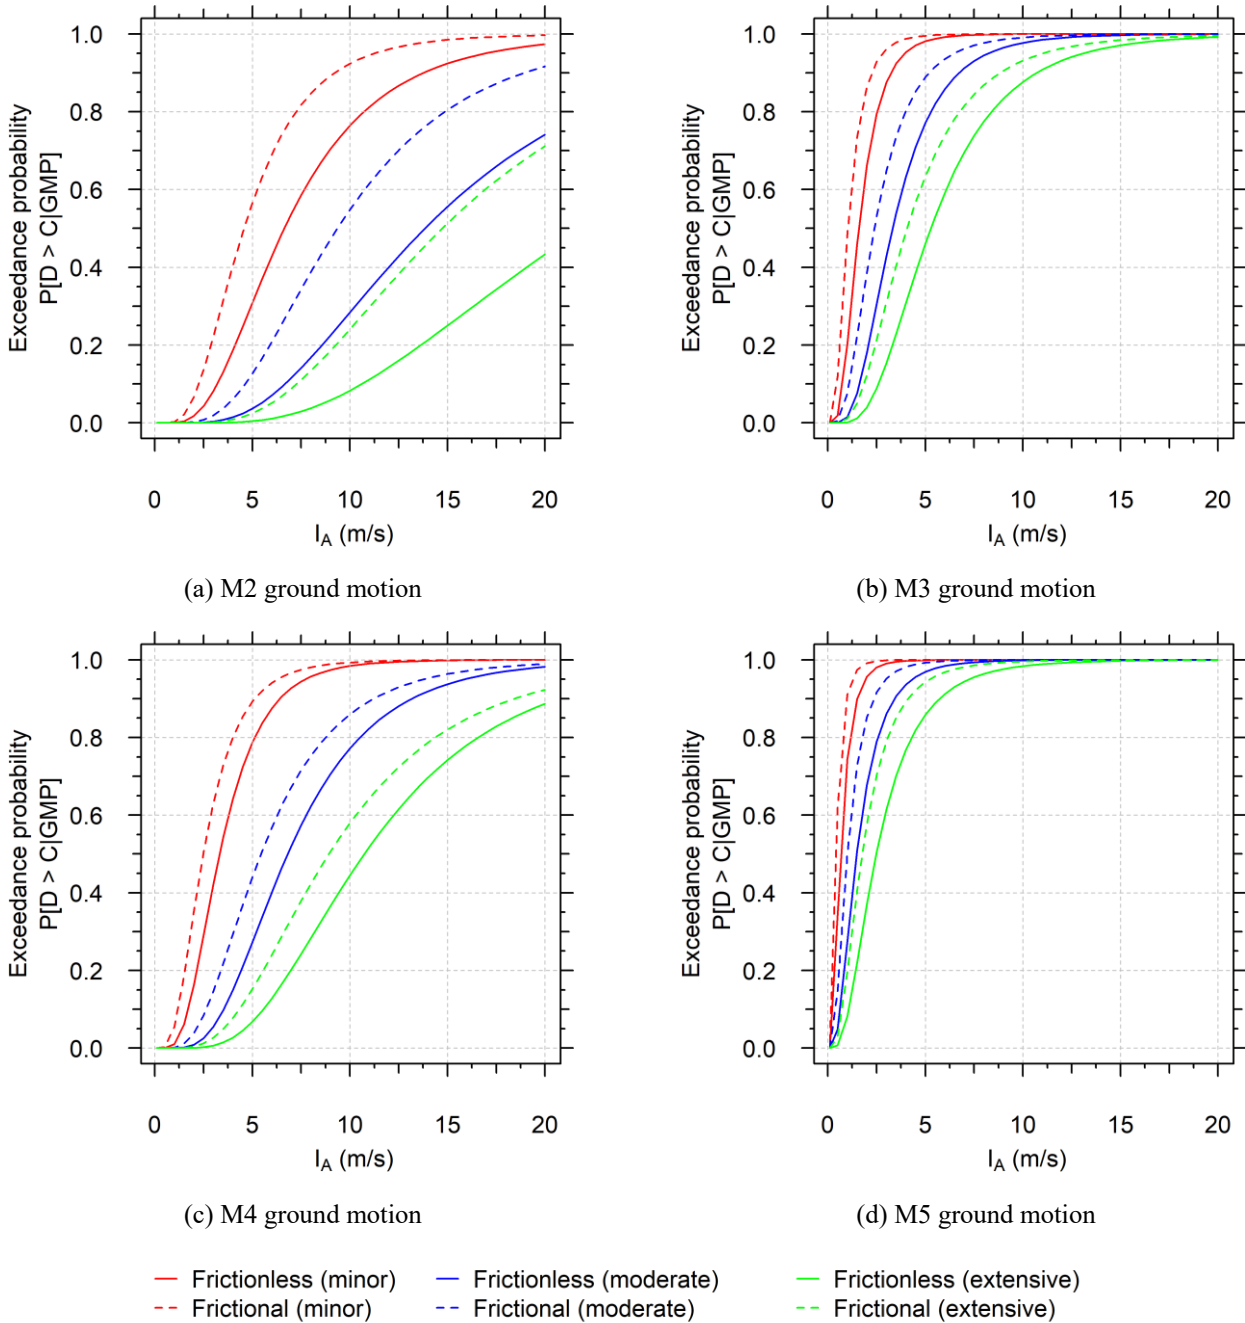 1.0
0.8
0.6
0.4
0.2
0.0
Exceedance probability
P[D > C|GMP]
0 5 10 15 20
I_A (m/s)
(a) M2 ground motion
1.0
0.8
0.6
0.4
0.2
0.0
Exceedance probability
P[D > C|GMP]
0 5 10 15 20
I_A (m/s)
(b) M3 ground motion
1.0
0.8
0.6
0.4
0.2
0.0
Exceedance probability
P[D > C|GMP]
0 5 10 15 20
I_A (m/s)
(c) M4 ground motion
1.0
0.8
0.6
0.4
0.2
0.0
Exceedance probability
P[D > C|GMP]
0 5 10 15 20
I_A (m/s)
(d) M5 ground motion
Frictionless (minor) Frictionless (moderate) Frictionless (extensive)
Frictional (minor) Frictional (moderate) Frictional (extensive)